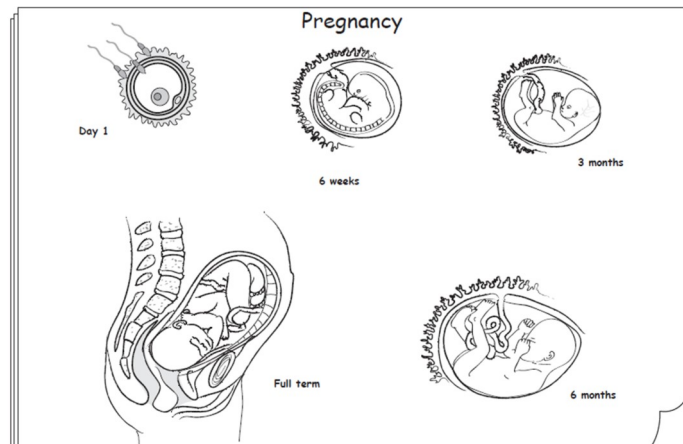 Pregnancy
Day 1
6 weeks
3 months
Full term
6 months